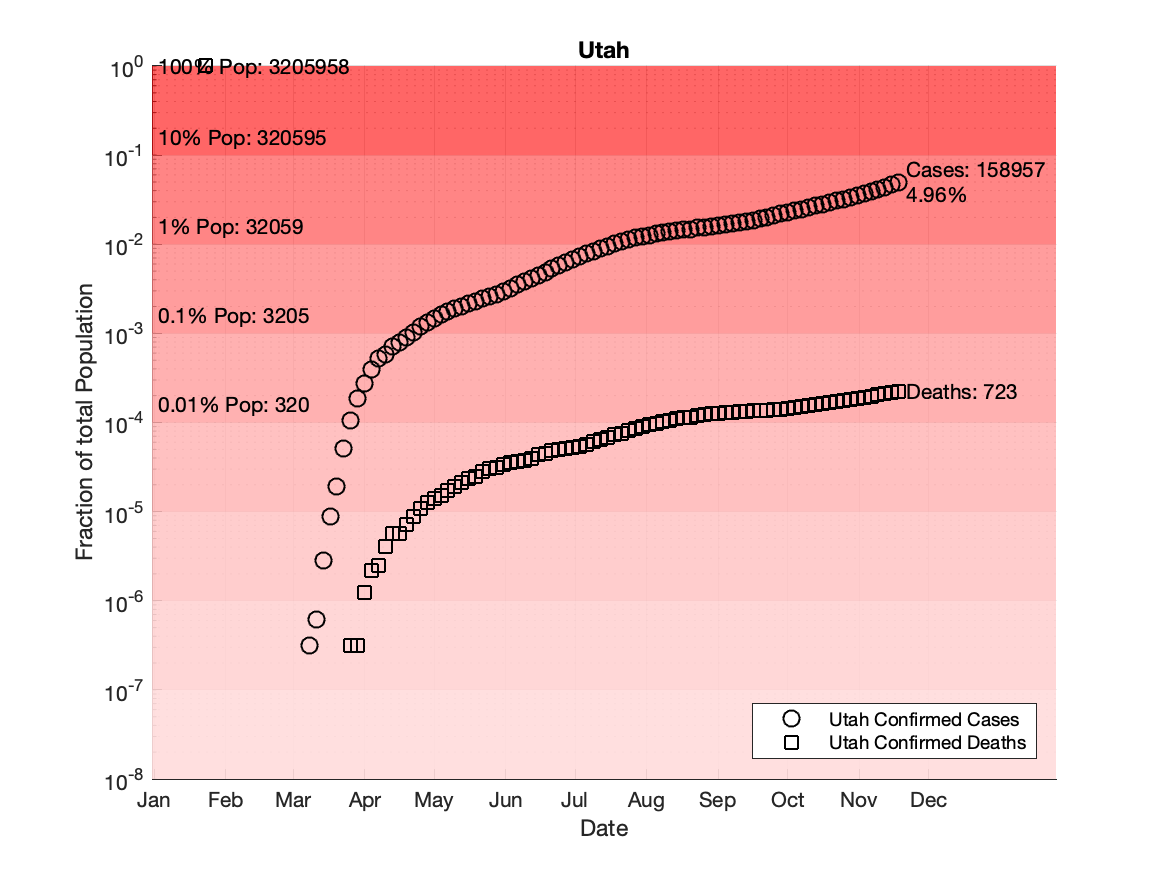 Utah
10^0
100% Pop: 3205958
10% Pop: 320595
10^-1
Cases: 158957
4.96%
1% Pop: 32059
10^-2
0.1% Pop: 3205
10^-3
0.01% Pop: 320
Deaths: 723
10^-4
10^-5
10^-6
10^-7
10^-8
Fraction of total Population
Utah Confirmed Cases
Utah Confirmed Deaths
Jan Feb Mar Apr May Jun Jul Aug Sep Oct Nov Dec
Date